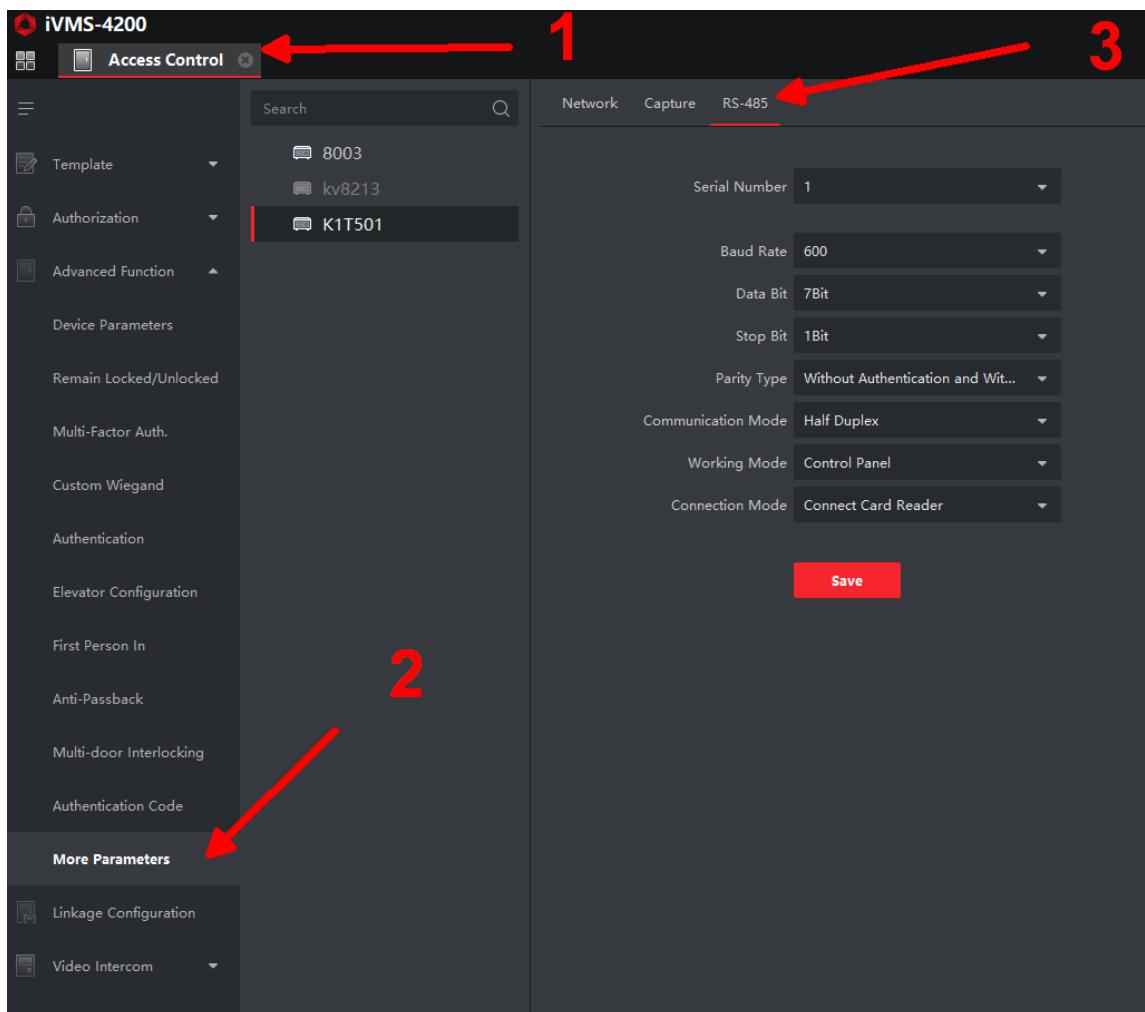 iVMS-4200
Access Control
1
3
Search
Network Capture RS-485
Template
Authorization
Advanced Function
Device Parameters
Remain Locked/Unlocked
Multi-Factor Auth.
Custom Wiegand
Authentication
Elevator Configuration
First Person In
Anti-Passback
Multi-door Interlocking
Authentication Code
More Parameters
Linkage Configuration
Video Intercom
8003
kv8213
K1T501
2
Serial Number 1
Baud Rate 600
Data Bit 7Bit
Stop Bit 1Bit
Parity Type Without Authentication and Wit...
Communication Mode Half Duplex
Working Mode Control Panel
Connection Mode Connect Card Reader
Save